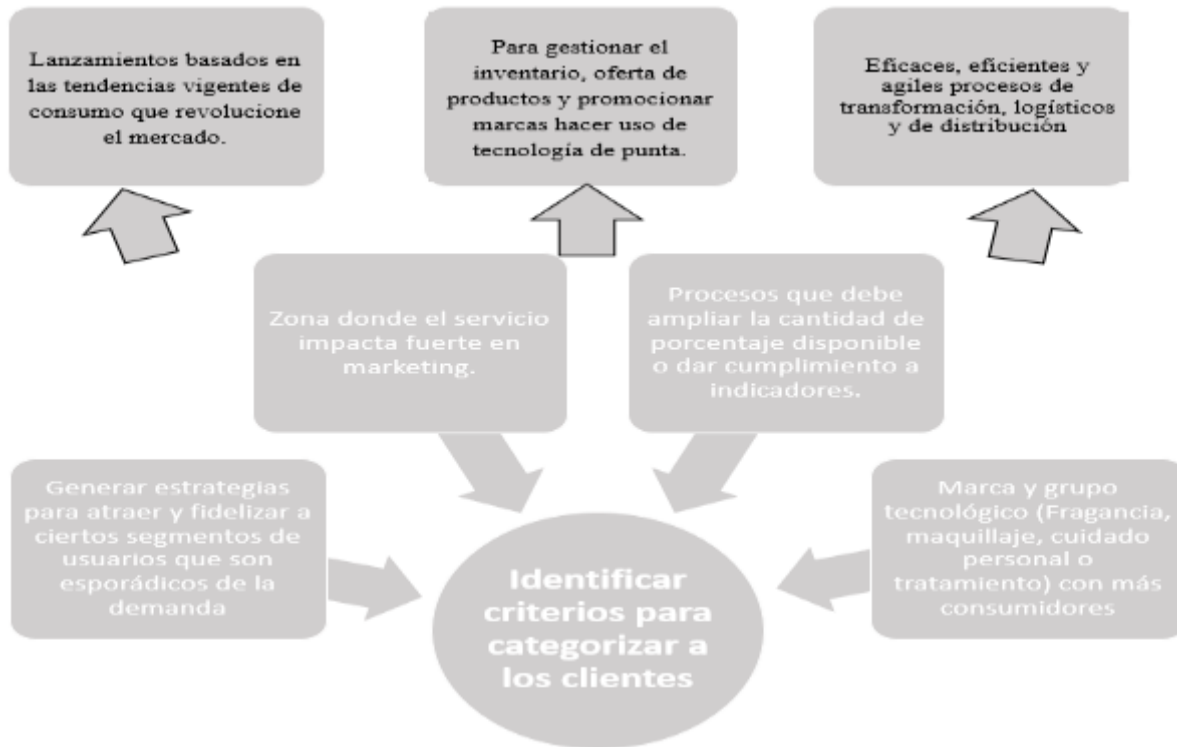 Lanzamientos basados en
las tendencias vigentes de
consumo que revolucione
el mercado.
Para gestionar el
inventario, oferta de
productos y promocionar
marcas hacer uso de
tecnología de punta.
Eficaces, eficientes y
agiles procesos de
transformación, logísticos
y de distribución
Zona donde el servicio
impacta fuerte en
marketing.
Procesos que debe
ampliar la cantidad de
porcentaje disponible
o dar cumplimiento a
indicadores.
Generar estrategias
para atraer y fidelizar a
ciertos segmentos de
usuarios que son
esporádicos de la
demanda
Marca y grupo
tecnológico (Fragancia,
maquillaje, cuidado
personal o
tratamiento) con más
consumidores
Identificar
criterios para
categorizar a
los clientes